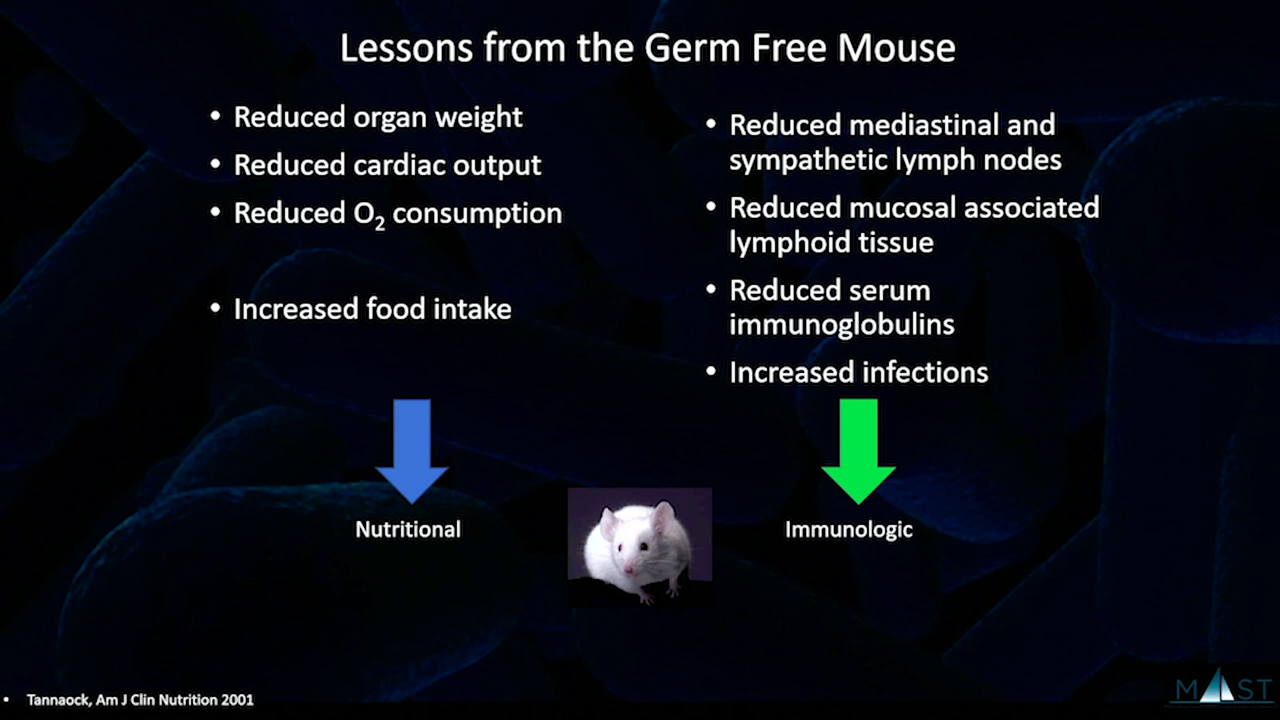 Lessons from the Germ Free Mouse
• Reduced organ weight
• Reduced cardiac output
• Reduced O₂ consumption
• Increased food intake
• Reduced mediastinal and
sympathetic lymph nodes
• Reduced mucosal associated
lymphoid tissue
• Reduced serum
immunoglobulins
• Increased infections
Nutritional
Immunologic
• Tannaock, Am J Clin Nutrition 2001
MAST